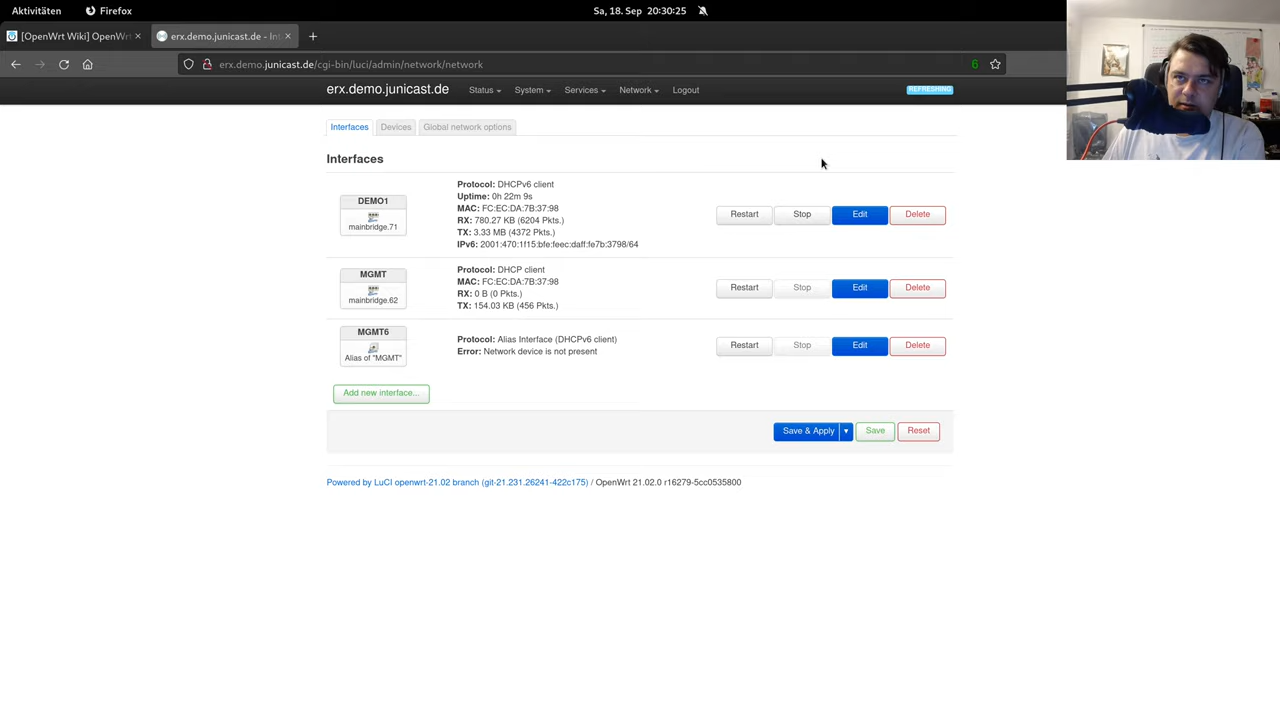 Aktivitäten
Firefox
Sa, 18. Sep 20:30:25
[OpenWrt Wiki] OpenWrt
erx.demo.junicast.de - Int
erx.demo.junicast.de/cgi-bin/luci/admin/network/network
6
erx.demo.junicast.de
Status
System
Services
Network
Logout
REFRESHING
Interfaces
Devices
Global network options
Interfaces
DEMO1
mainbridge.71
Protocol: DHCPv6 client
Uptime: 0h 22m 9s
MAC: FC:EC:DA:7B:37:98
RX: 780.27 KB (6204 Pkts.)
TX: 3.33 MB (4372 Pkts.)
IPv6: 2001:470:1f15:bfe:feec:daff:fe7b:3798/64
Restart
Stop
Edit
Delete
MGMT
mainbridge.62
Protocol: DHCP client
MAC: FC:EC:DA:7B:37:98
RX: 0 B (0 Pkts.)
TX: 154.03 KB (456 Pkts.)
Restart
Stop
Edit
Delete
MGMT6
Alias of "MGMT"
Protocol: Alias Interface (DHCPv6 client)
Error: Network device is not present
Restart
Stop
Edit
Delete
Add new interface...
Save & Apply
Save
Reset
Powered by LuCI openwrt-21.02 branch (git-21.231.26241-422c175) / OpenWrt 21.02.0 r16279-5cc0535800